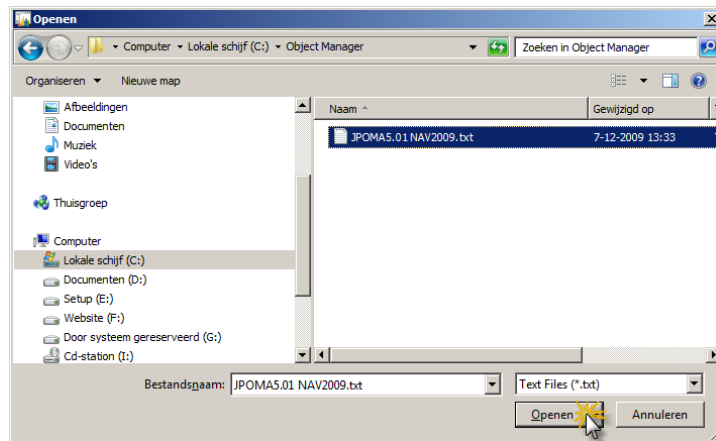 Openen
Computer Lokale schijf (C:) Object Manager
Zoeken in Object Manager
Organiseren Nieuwe map
Naam Gewijzigd op
JPOMA5.01 NAV2009.txt 7-12-2009 13:33
Afbeeldingen
Documenten
Muziek
Video's
Thuisgroep
Computer
Lokale schijf (C:)
Documenten (D:)
Setup (E:)
Website (F:)
Door systeem gereserveerd (G:)
Cd-station (I:)
Bestandsnaam: JPOMA5.01 NAV2009.txt Text Files (*.txt)
Openen Annuleren